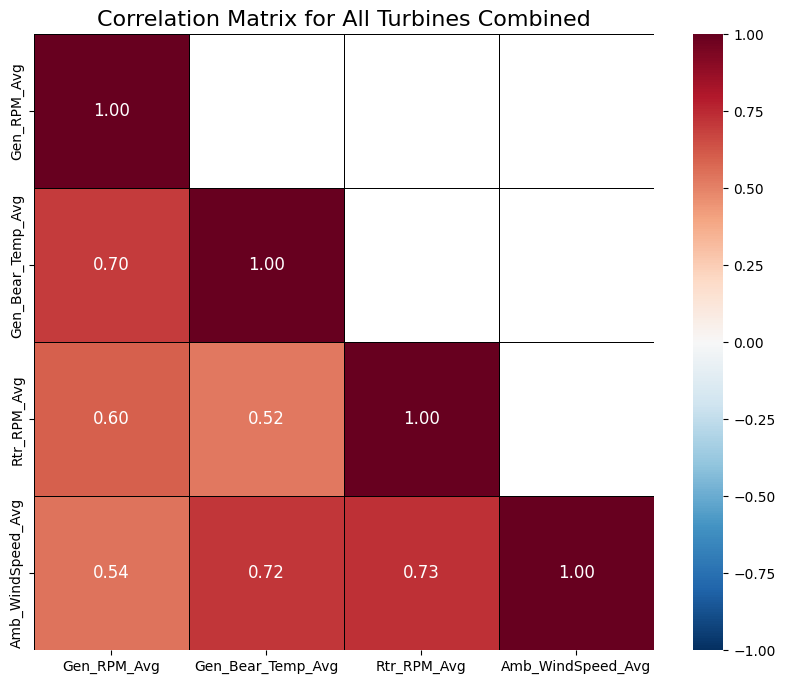 Correlation Matrix for All Turbines Combined
Gen_RPM_Avg
1.00
Gen_Bear_Temp_Avg
0.70 1.00
Rtr_RPM_Avg
0.60 0.52 1.00
Amb_WindSpeed_Avg
0.54 0.72 0.73 1.00
Gen_RPM_Avg Gen_Bear_Temp_Avg Rtr_RPM_Avg Amb_WindSpeed_Avg
1.00
0.75
0.50
0.25
0.00
−0.25
−0.50
−0.75
−1.00